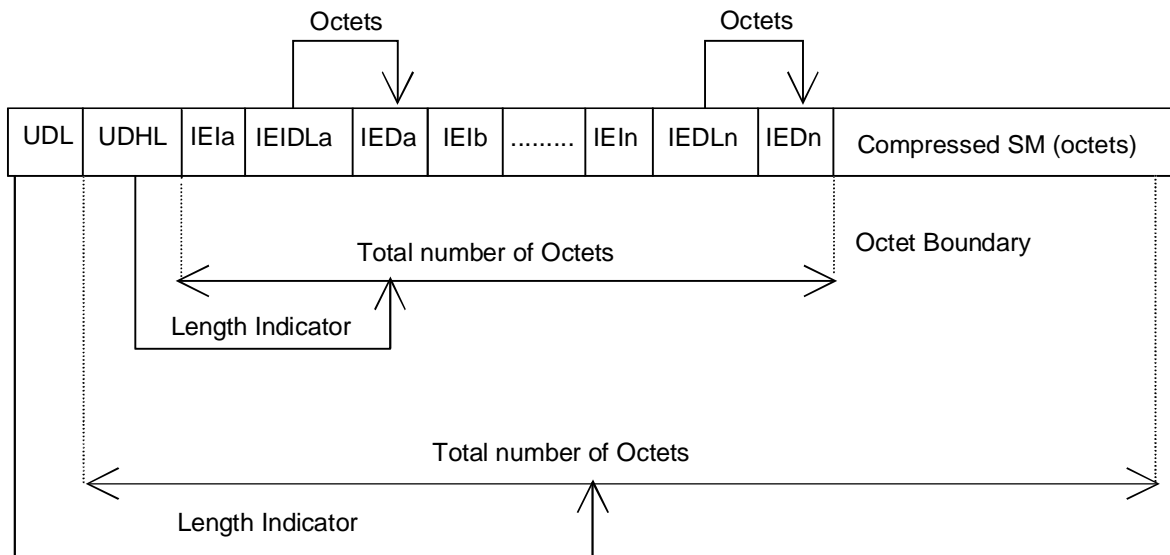 Octets Octets
UDL UDHL IEIa IEIDLa IEDa IEIb ......... IEIn IEDLn IEDn Compressed SM (octets)
Total number of Octets Octet Boundary
Length Indicator
Total number of Octets
Length Indicator